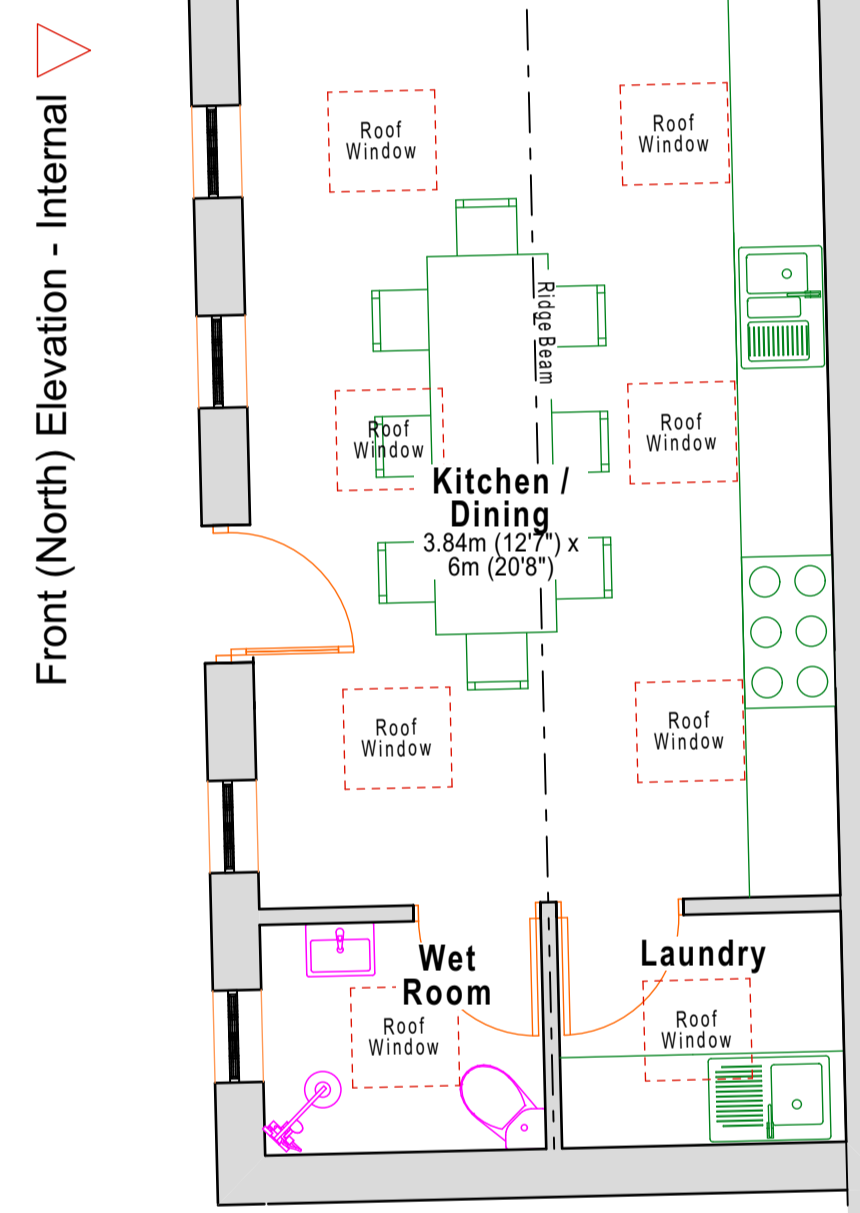 Front (North) Elevation - Internal
Roof
Window
Roof
Window
Ridge Beam
Roof
Window
Roof
Window
Kitchen /
Dining
3.84m (12'7") x
6m (20'8")
Roof
Window
Roof
Window
Wet
Room
Laundry
Roof
Window
Roof
Window